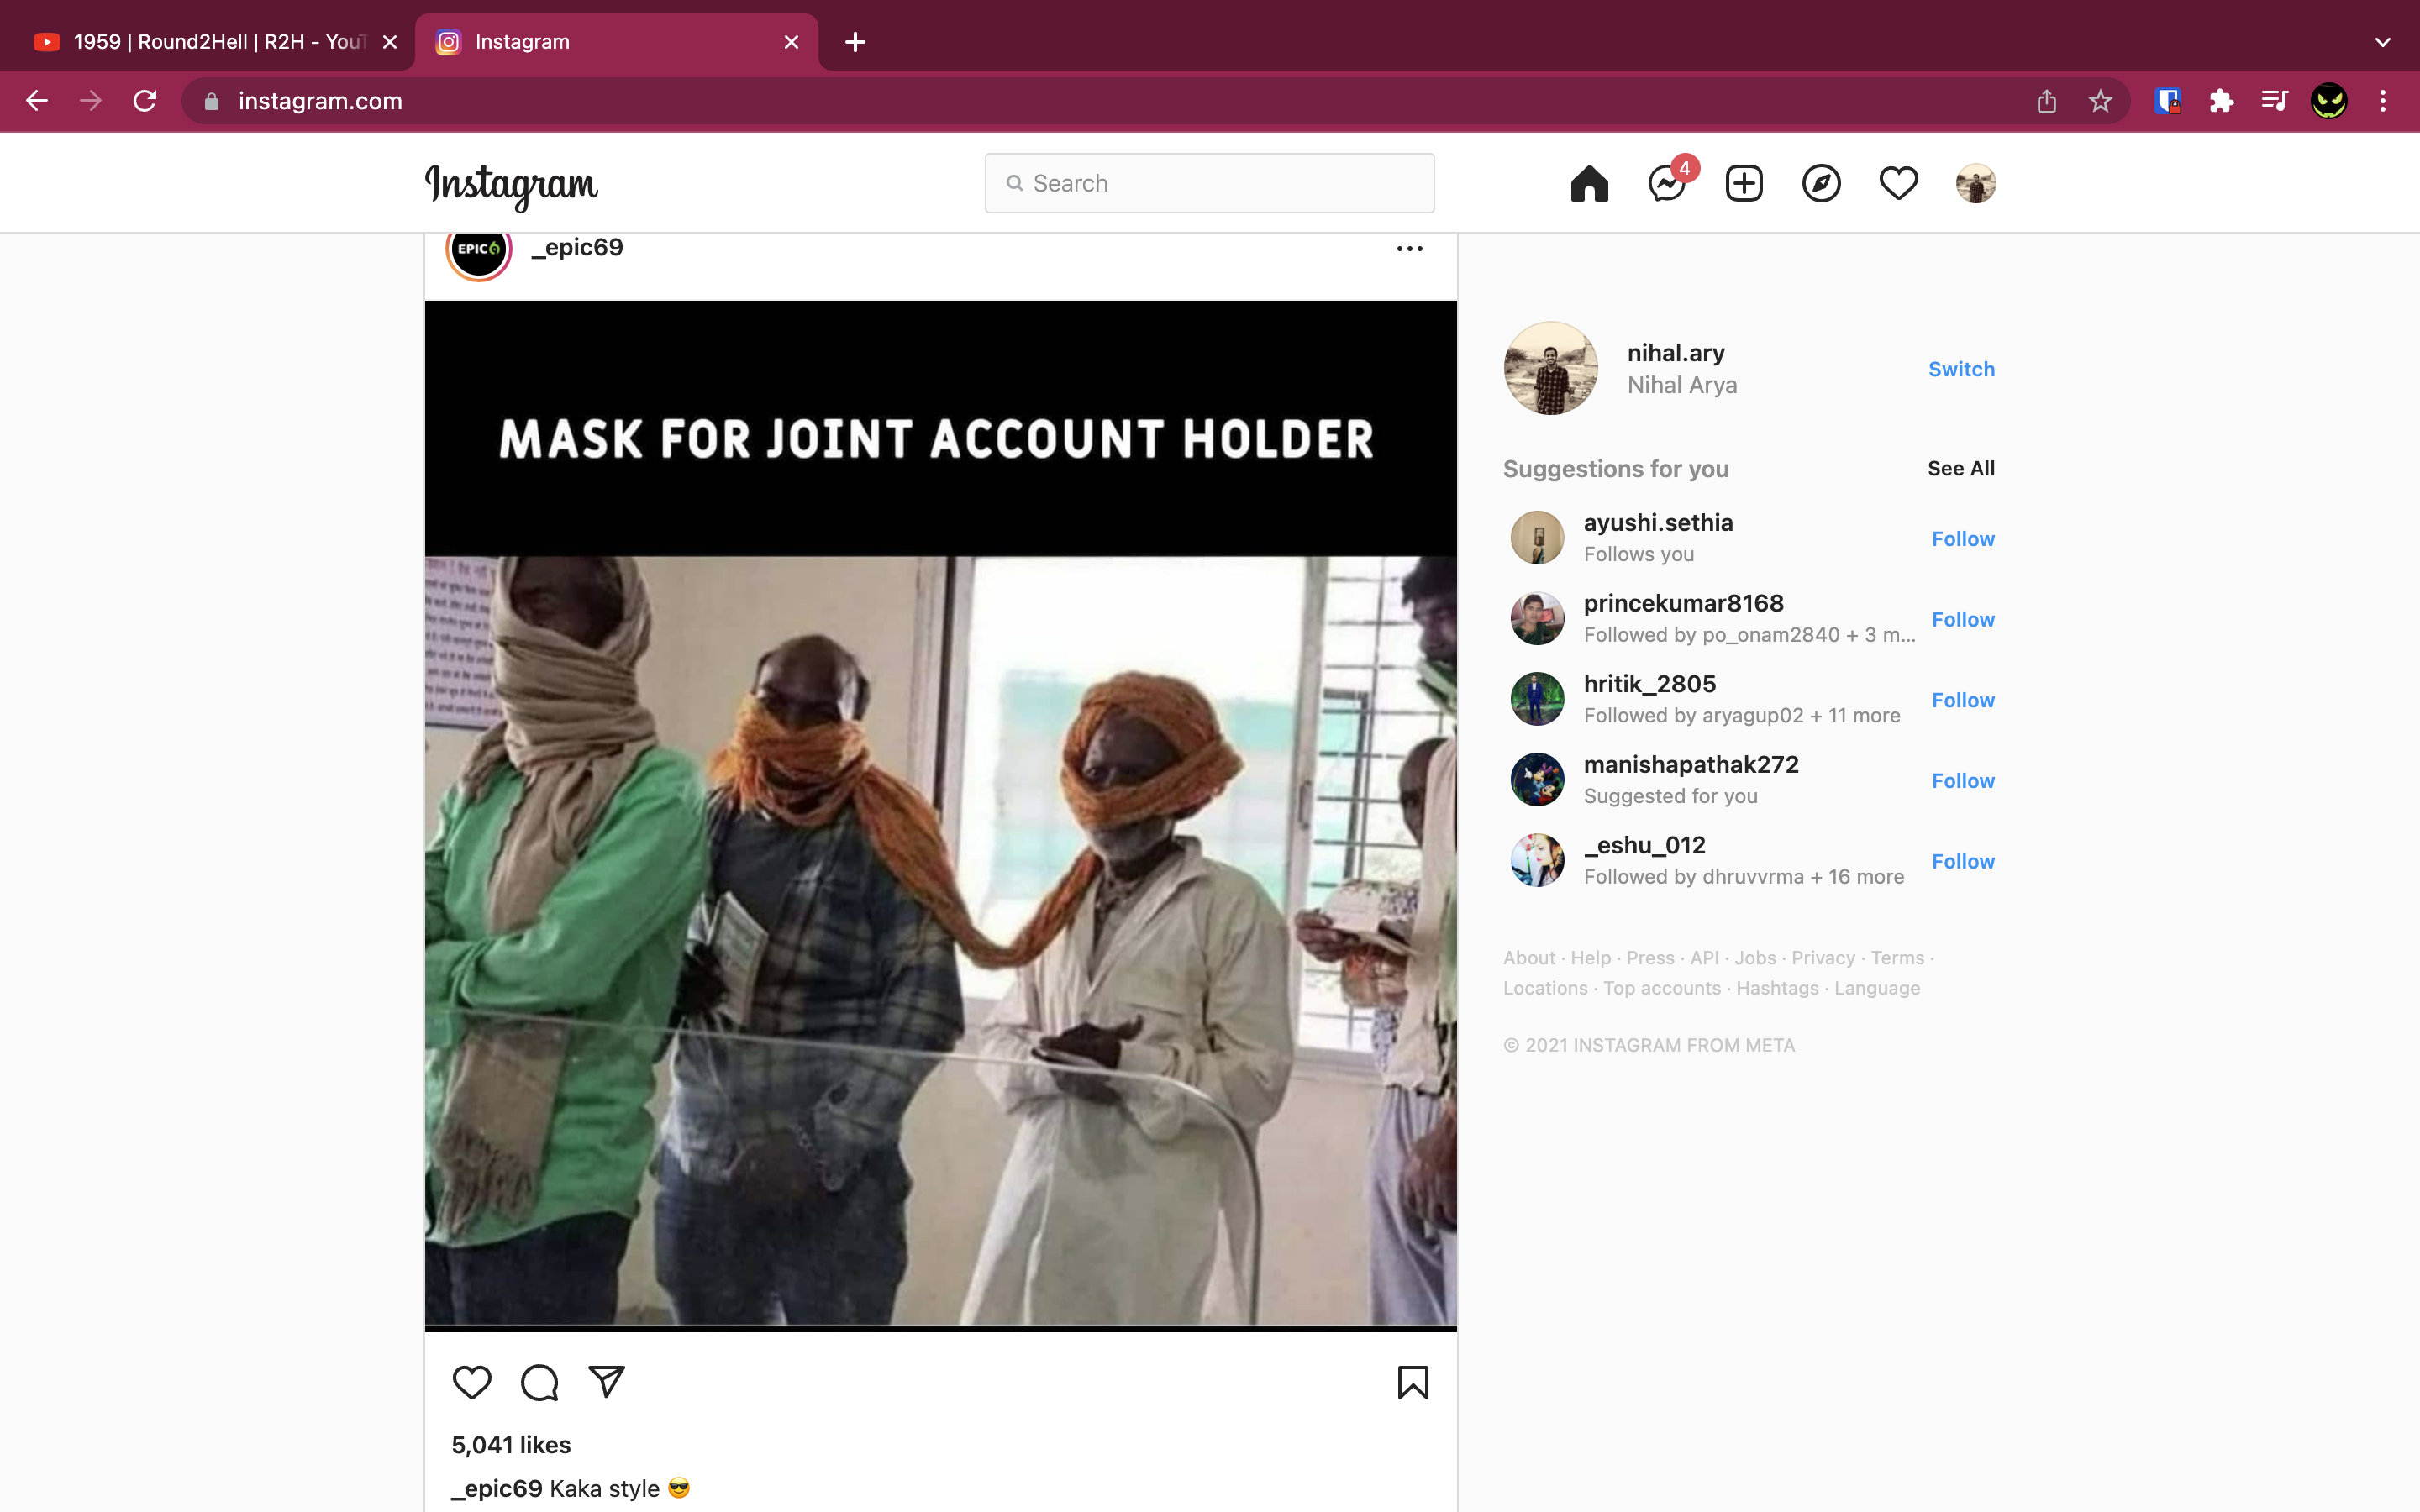 1959 | Round2Hell | R2H - You
Instagram
instagram.com
Instagram
Search
4
EPIC6
_epic69
MASK FOR JOINT ACCOUNT HOLDER
5,041 likes
_epic69 Kaka style 😎
nihal.ary
Nihal Arya
Switch
Suggestions for you
See All
ayushi.sethia
Follows you
Follow
princekumar8168
Followed by po_onam2840 + 3 m...
Follow
hritik_2805
Followed by aryagup02 + 11 more
Follow
manishapathak272
Suggested for you
Follow
_eshu_012
Followed by dhruvvrma + 16 more
Follow
About · Help · Press · API · Jobs · Privacy · Terms ·
Locations · Top accounts · Hashtags · Language
© 2021 INSTAGRAM FROM META